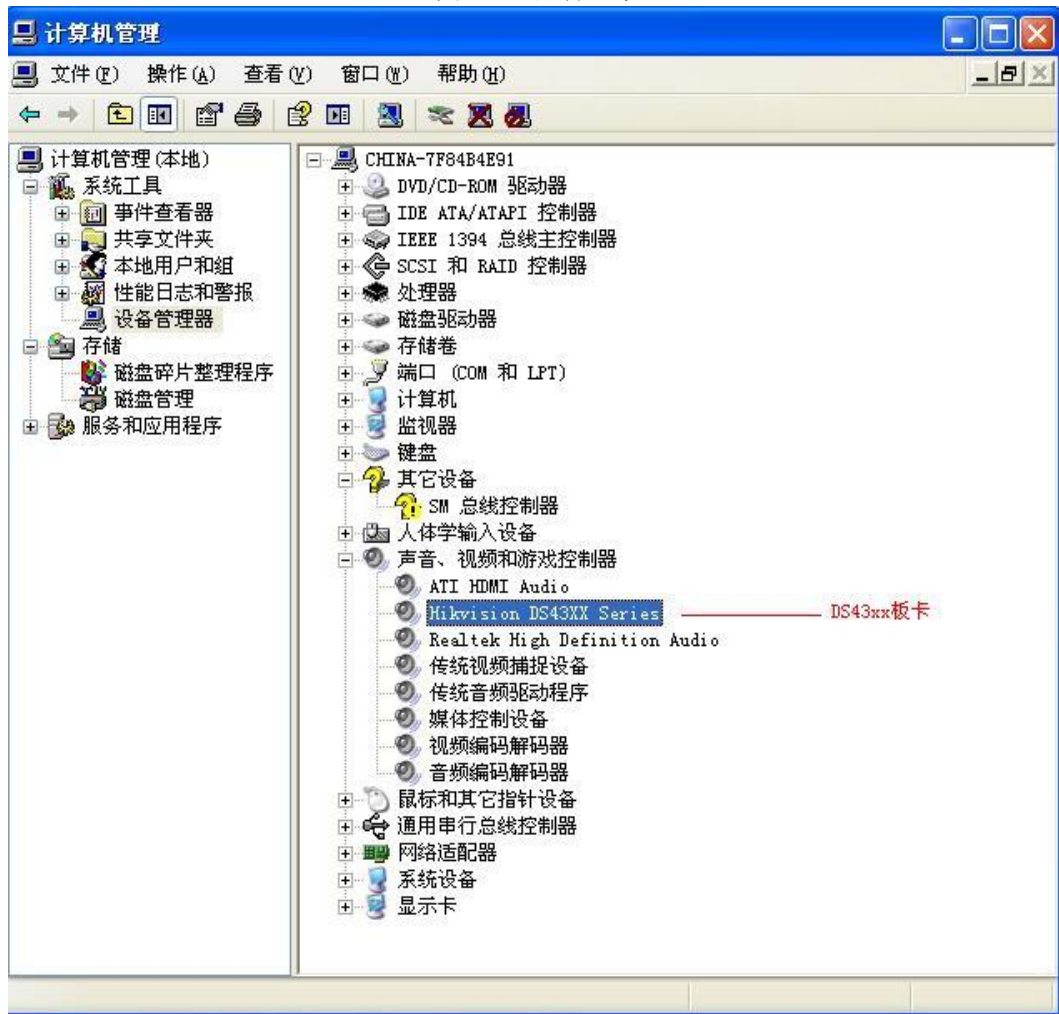 计算机管理
文件(F) 操作(A) 查看(V) 窗口(W) 帮助(H)
计算机管理(本地)
系统工具
事件查看器
共享文件夹
本地用户和组
性能日志和警报
设备管理器
存储
磁盘碎片整理程序
磁盘管理
服务和应用程序
CHINA-7F84B4E91
DVD/CD-ROM 驱动器
IDE ATA/ATAPI 控制器
IEEE 1394 总线主控制器
SCSI 和 RAID 控制器
处理器
磁盘驱动器
存储卷
端口 (COM 和 LPT)
计算机
监视器
键盘
其它设备
SM 总线控制器
人体学输入设备
声音、视频和游戏控制器
ATI HDMI Audio
Hikvision DS43XX Series DS43xx板卡
Realtek High Definition Audio
传统视频捕捉设备
传统音频驱动程序
媒体控制设备
视频编码解码器
音频编码解码器
鼠标和其它指针设备
通用串行总线控制器
网络适配器
系统设备
显示卡